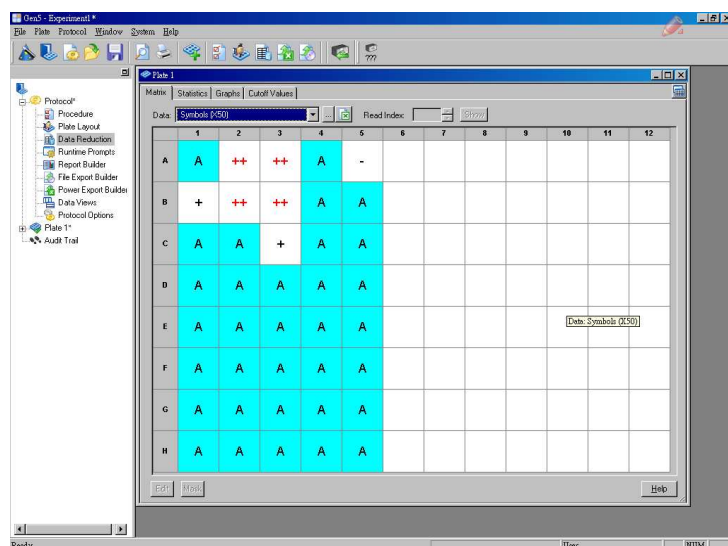 Gen5 - Experiment1 *
File Plate Protocol Window System Help
???
Protocol*
Procedure
Plate Layout
Data Reduction
Runtime Prompts
Report Builder
File Export Builder
Power Export Builder
Data Views
Protocol Options
Plate 1*
Audit Trail
Plate 1
Matrix Statistics Graphs Cutoff Values
Data: Symbols (X50) ... Read Index: Show
1 2 3 4 5 6 7 8 9 10 11 12
A A ++ ++ A -
B + ++ ++ A A
C A A + A A
D A A A A A
E A A A A A
Data: Symbols (X50)
F A A A A A
G A A A A A
H A A A A A
Edit Mask Help
Ready User: NUM